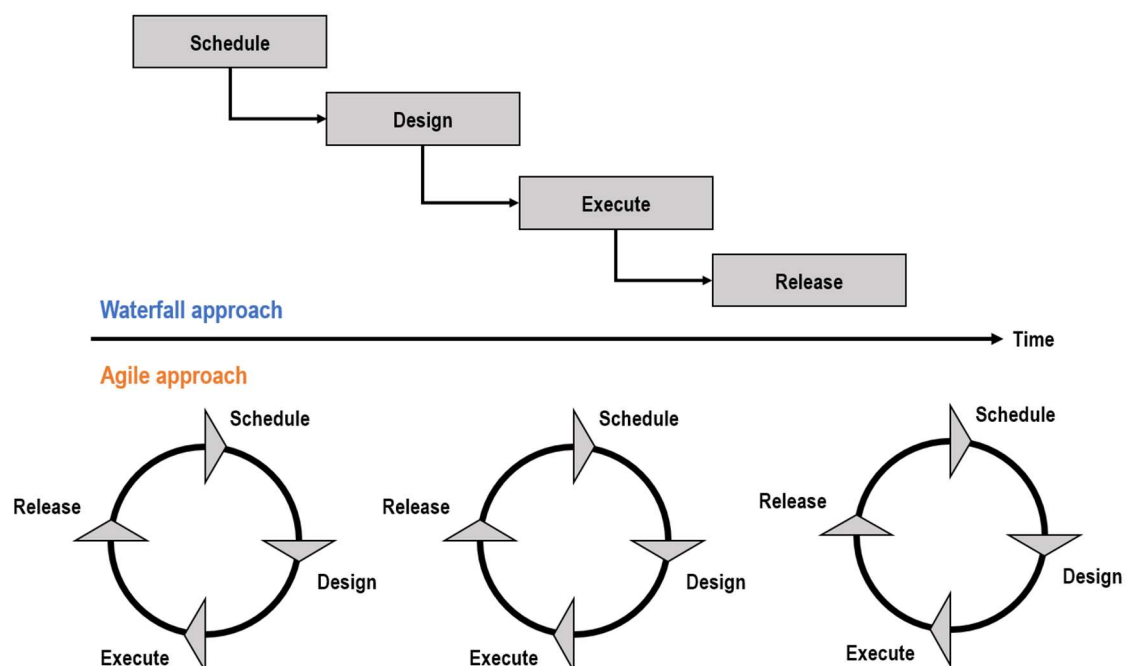 Schedule
Design
Execute
Release
Waterfall approach
Time
Agile approach
Schedule
Release
Design
Execute
Schedule
Release
Design
Execute
Schedule
Release
Design
Execute